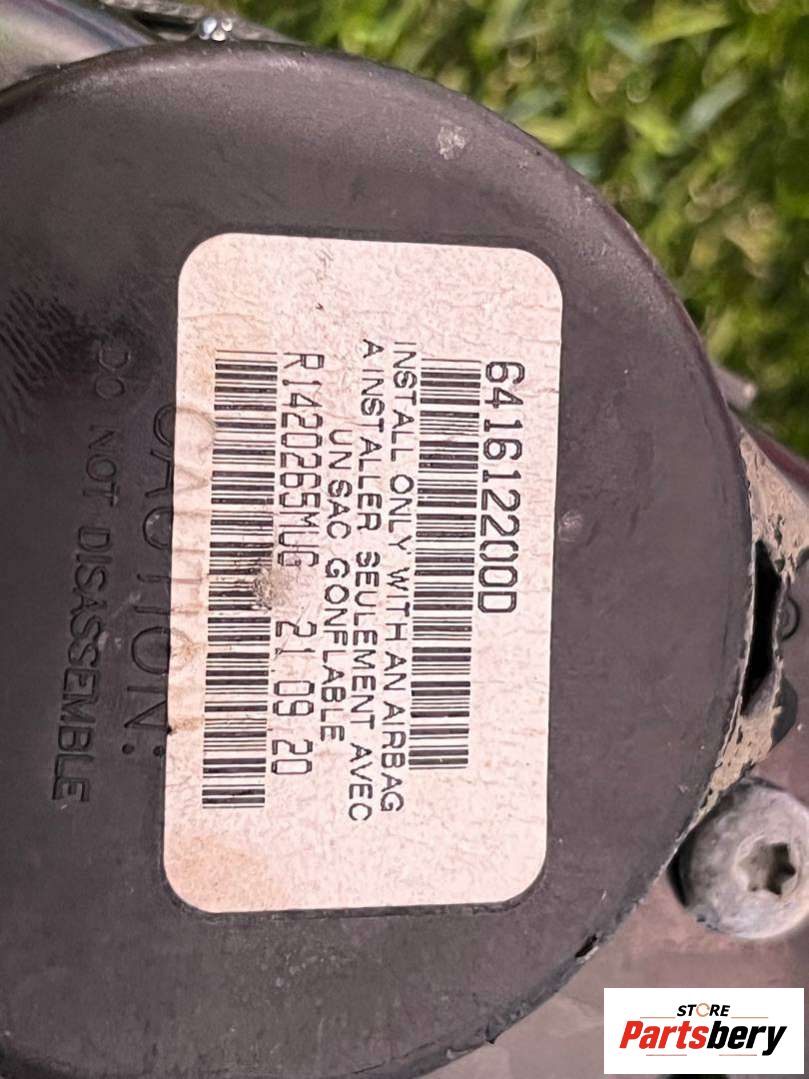 641612200D
INSTALL ONLY WITH AN AIRBAG
A INSTALLER SEULEMENT AVEC
UN SAC GONFLABLE
R1420265MUG 21 09 20
CAUTION:
DO NOT DISASSEMBLE
STORE
Partsbery